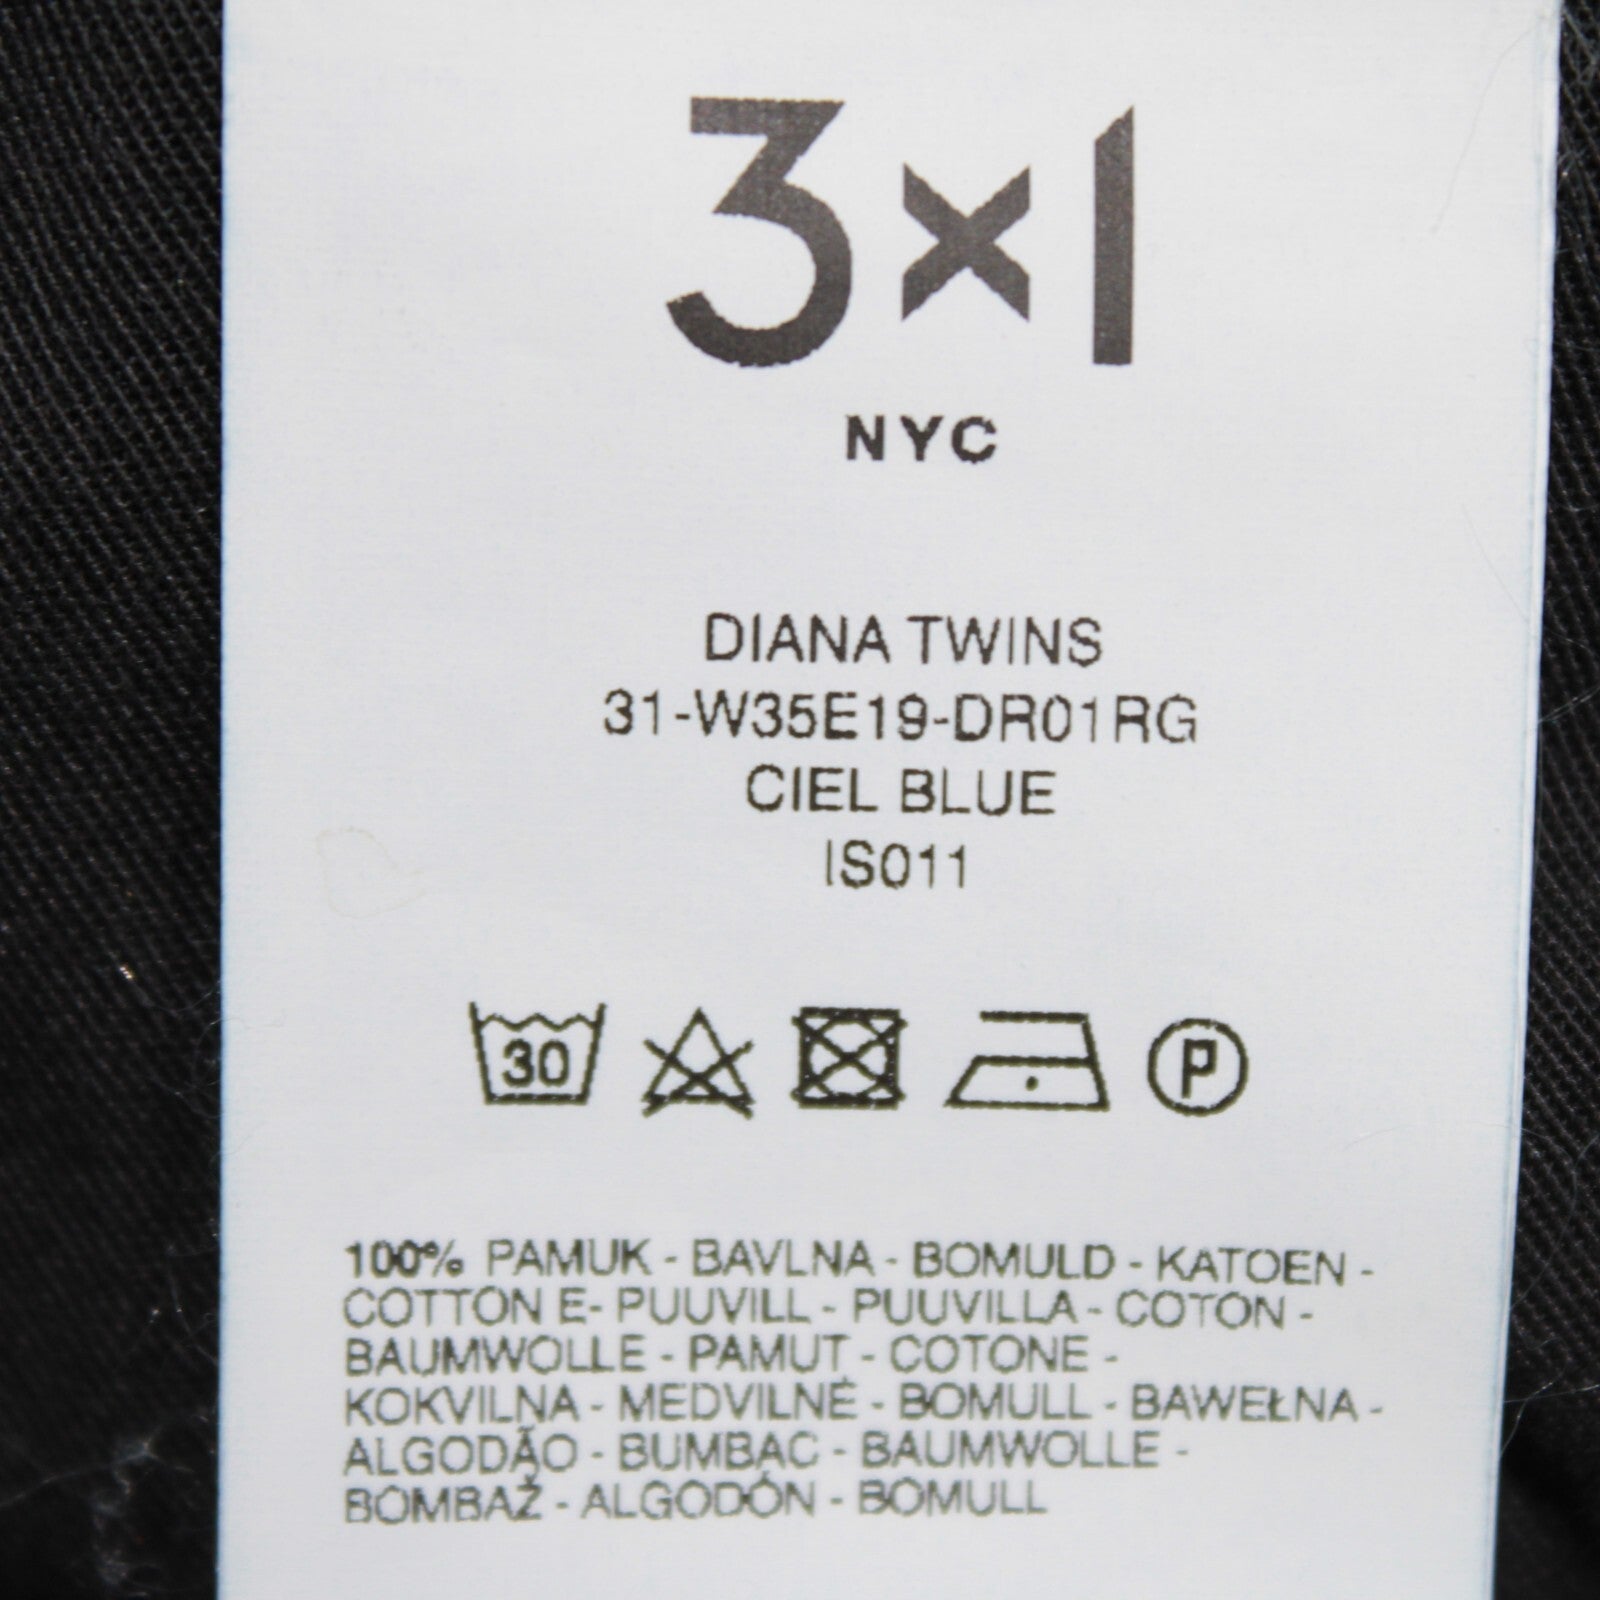 3x1
NYC
DIANA TWINS
31-W35E19-DR01RG
CIEL BLUE
IS011
30 P
100% PAMUK - BAVLNA - BOMULD - KATOEN -
COTTON E- PUUVILL - PUUVILLA - COTON -
BAUMWOLLE - PAMUT - COTONE -
KOKVILNA - MEDVILNĖ - BOMULL - BAWEŁNA -
ALGODÃO - BUMBAC - BAUMWOLLE -
BOMBAŽ - ALGODÓN - BOMULL